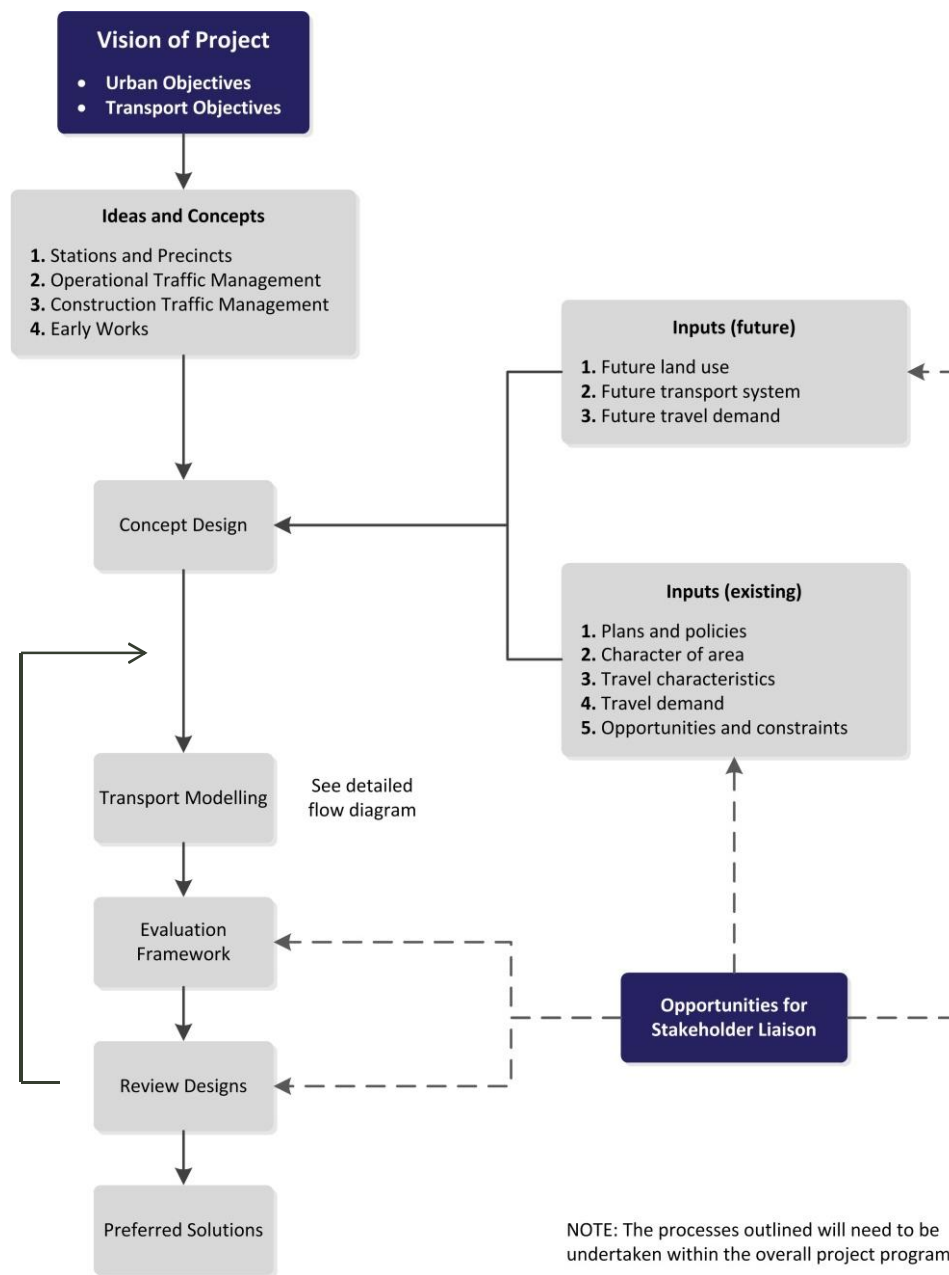 Vision of Project
• Urban Objectives
• Transport Objectives
Ideas and Concepts
1. Stations and Precincts
2. Operational Traffic Management
3. Construction Traffic Management
4. Early Works
Inputs (future)
1. Future land use
2. Future transport system
3. Future travel demand
Concept Design
Inputs (existing)
1. Plans and policies
2. Character of area
3. Travel characteristics
4. Travel demand
5. Opportunities and constraints
Transport Modelling
See detailed
flow diagram
Evaluation
Framework
Opportunities for
Stakeholder Liaison
Review Designs
Preferred Solutions
NOTE: The processes outlined will need to be
undertaken within the overall project program